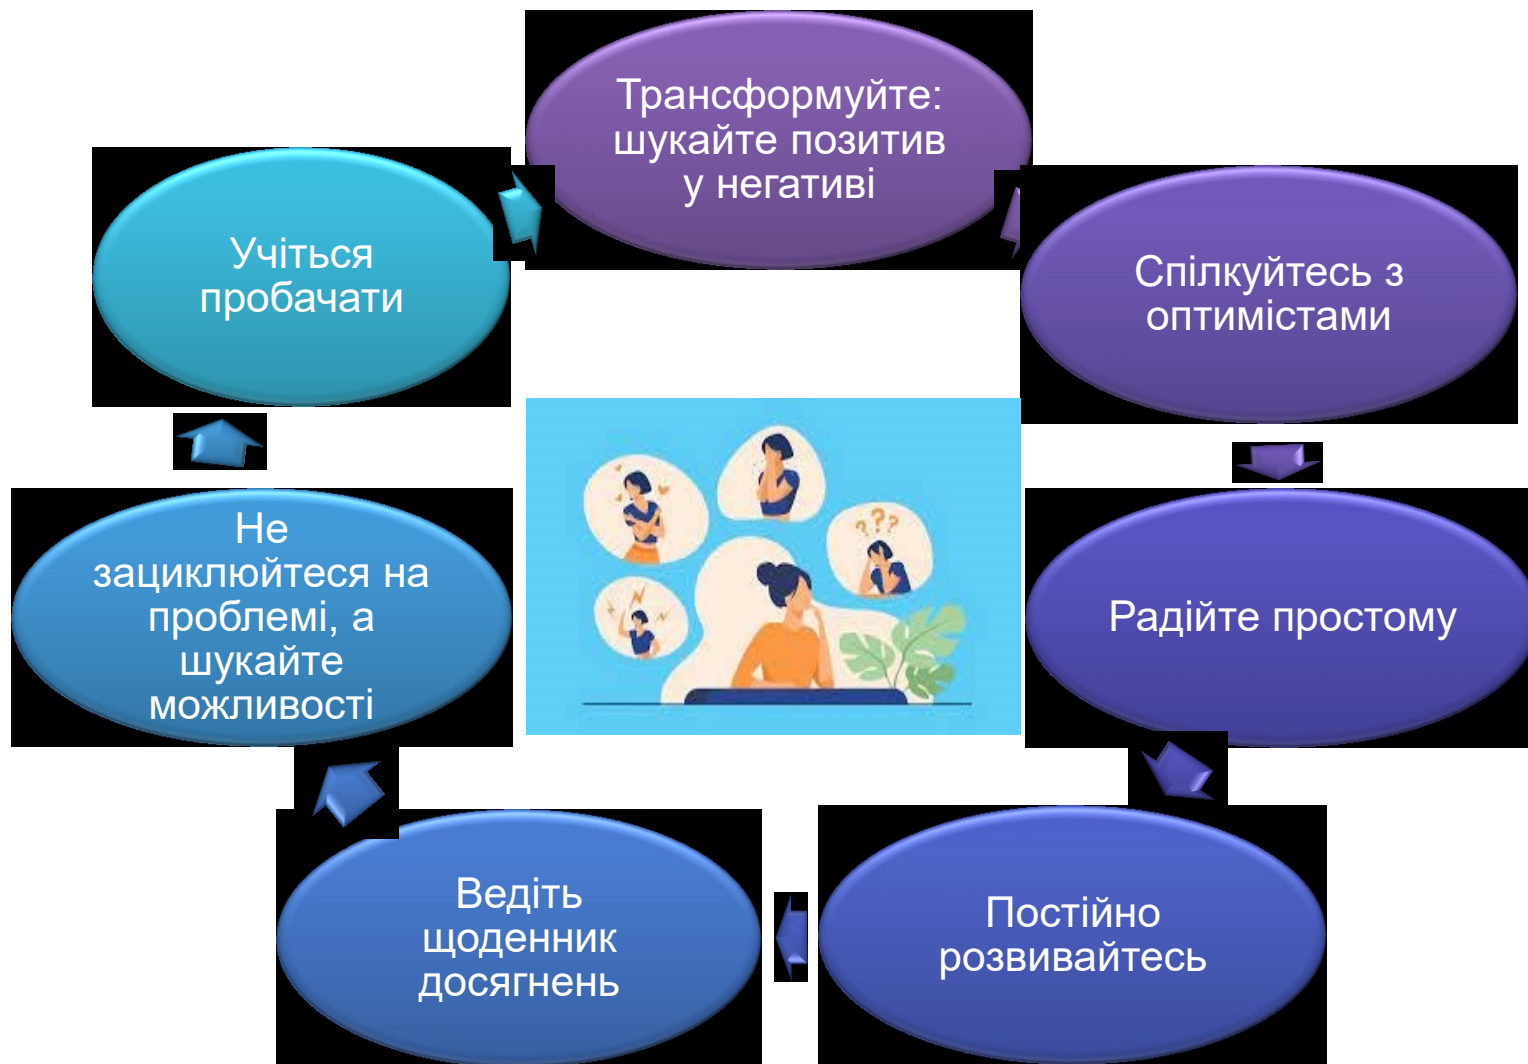 Трансформуйте:
шукайте позитив
у негативі
Спілкуйтесь з
оптимістами
Радійте простому
Постійно
розвивайтесь
Ведіть
щоденник
досягнень
Не
зациклюйтеся на
проблемі, а
шукайте
можливості
Учіться
пробачати
???